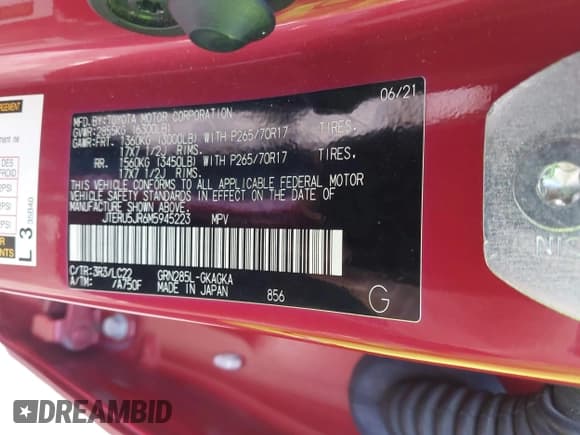 06/21
MFD.BY:TOYOTA MOTOR CORPORATION
GVWR:2855KG (6300LB)
GAWR:FRT. 1360KG (3000LB) WITH P265/70R17 TIRES,
17X7 1/2J RIMS.
RR. 1560KG (3450LB) WITH P265/70R17 TIRES,
17X7 1/2J RIMS.
THIS VEHICLE CONFORMS TO ALL APPLICABLE FEDERAL MOTOR
VEHICLE SAFETY STANDARDS IN EFFECT ON THE DATE OF
MANUFACTURE SHOWN ABOVE.
JTERU5JR6M5945223 MPV
C/TR: 3R3/LC22 GRN285L-GKAGKA
A/TM: /A750F MADE IN JAPAN 856
G
L 3
35840
DREAMBID